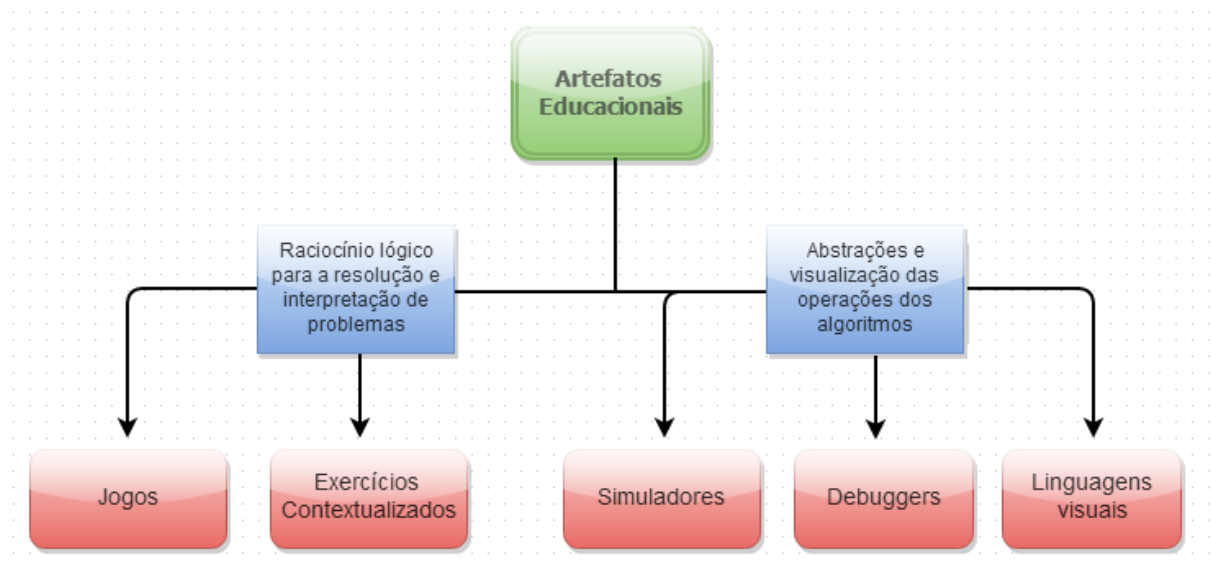 Artefatos
Educacionais
Raciocínio lógico
para a resolução e
interpretação de
problemas
Abstrações e
visualização das
operações dos
algoritmos
Jogos
Exercícios
Contextualizados
Simuladores
Debuggers
Linguagens
visuais